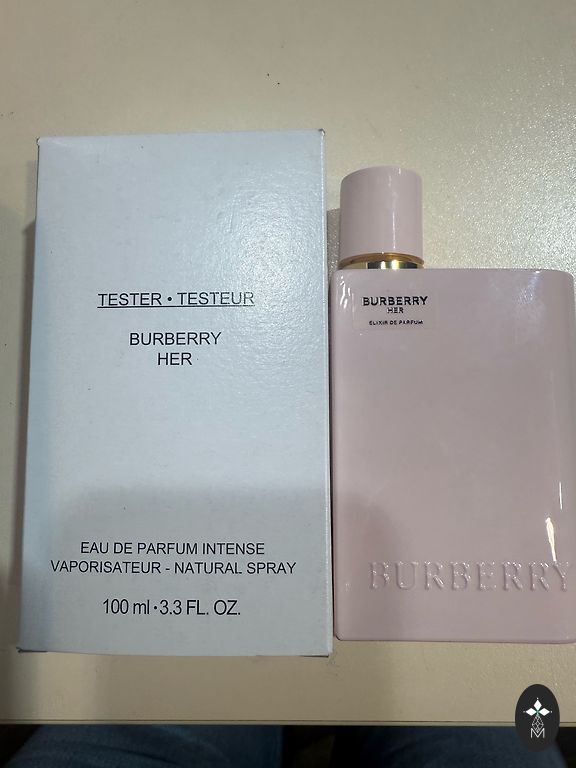 TESTER • TESTEUR
BURBERRY
HER
EAU DE PARFUM INTENSE
VAPORISATEUR - NATURAL SPRAY
100 ml • 3.3 FL. OZ.
BURBERRY
HER
ELIXIR DE PARFUM
BURBERRY